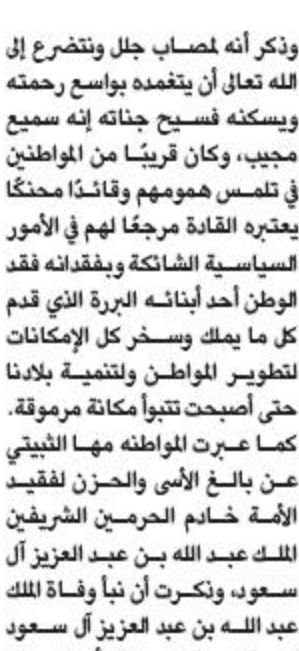 وذكر أنه لمصاب جلل ونتضرع إلى
الله تعالى أن يتغمده بواسع رحمته
ويسكنه فسيح جناته إنه سميع
مجيب، وكان قريبًا من المواطنين
في تلمس همومهم وقائدًا محنكًا
يعتبره القادة مرجعًا لهم في الأمور
السياسية الشائكة وبفقدانه فقد
الوطن أحد أبنائه البررة الذي قدم
كل ما يملك وسخر كل الإمكانات
لتطوير المواطن ولتنمية بلادنا
حتى أصبحت تتبوأ مكانة مرموقة.
كما عبرت المواطنه مها الثبيتي
عن بالغ الأسى والحزن لفقيد
الأمة خادم الحرمين الشريفين
الملك عبد الله بن عبد العزيز آل
سعود، وذكرت أن نبأ وفاة الملك
عبد الله بن عبد العزيز آل سعود